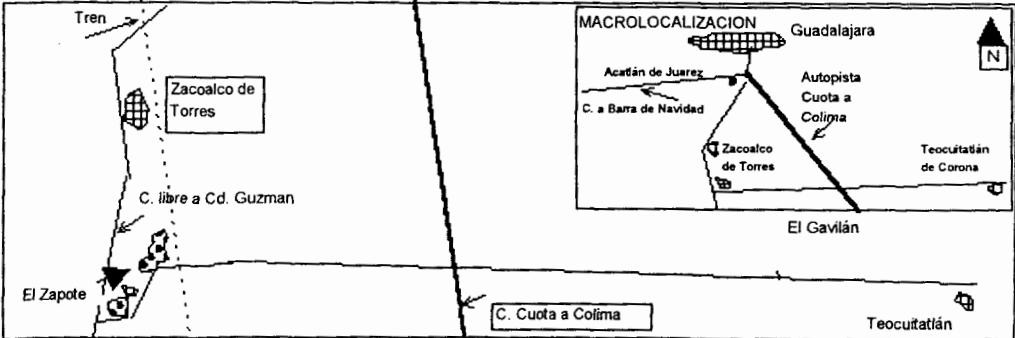 Tren
Zacoalco de
Torres
C. libre a Cd. Guzman
El Zapote
C. Cuota a Colima
Teocuitatlán
MACROLOCALIZACION
Guadalajara
N
Acatlán de Juarez
C. a Barra de Navidad
Autopista
Cuota a
Colima
Zacoalco
de Torres
Teocuitatlán
de Corona
El Gavilán